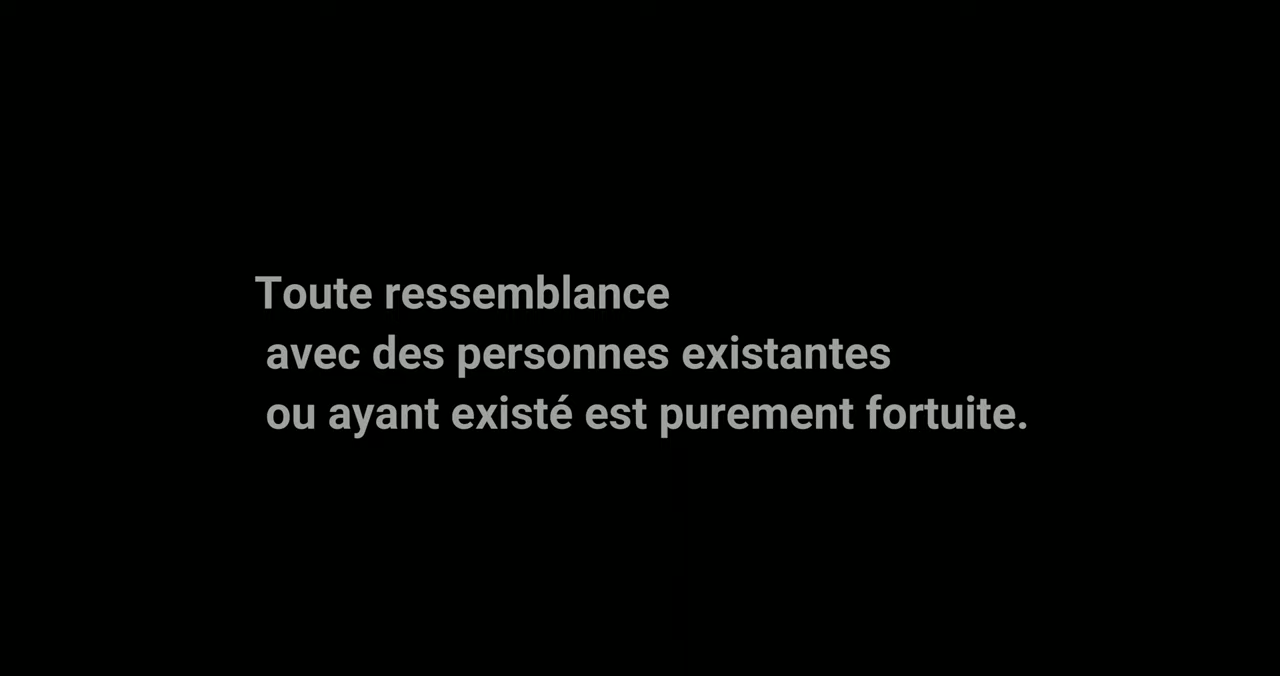 Toute ressemblance
avec des personnes existantes
ou ayant existé est purement fortuite.